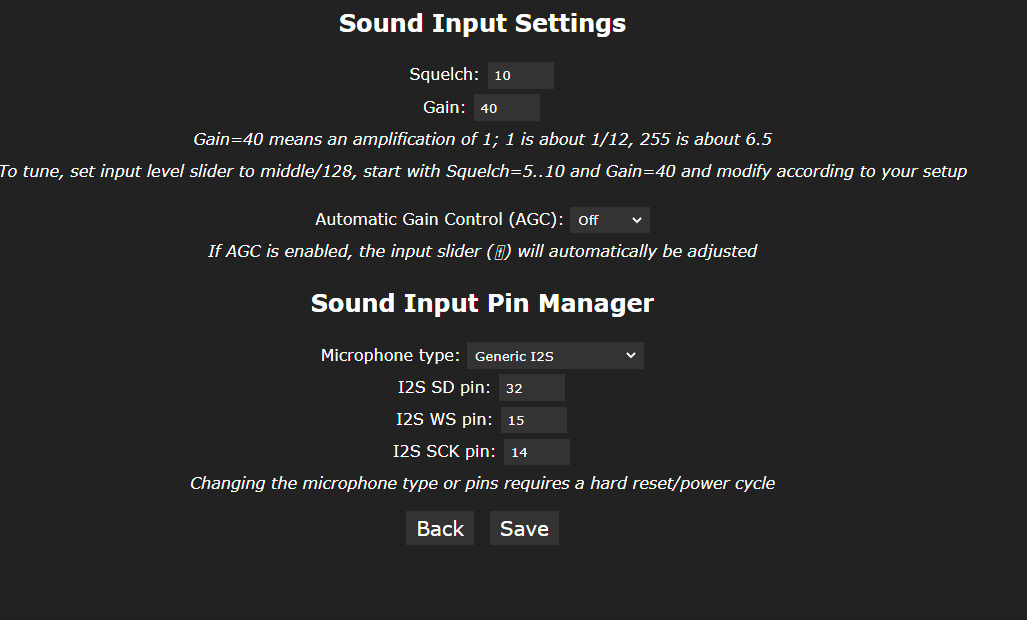 Sound Input Settings
Squelch: 10
Gain: 40
Gain=40 means an amplification of 1; 1 is about 1/12, 255 is about 6.5
To tune, set input level slider to middle/128, start with Squelch=5..10 and Gain=40 and modify according to your setup
Automatic Gain Control (AGC): Off
If AGC is enabled, the input slider () will automatically be adjusted
Sound Input Pin Manager
Microphone type: Generic I2S
I2S SD pin: 32
I2S WS pin: 15
I2S SCK pin: 14
Changing the microphone type or pins requires a hard reset/power cycle
Back Save